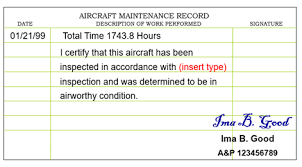 AIRCRAFT MAINTENANCE RECORD
DATE DESCRIPTION OF WORK PERFORMED SIGNATURE
01/21/99 Total Time 1743.8 Hours
I certify that this aircraft has been
inspected in accordance with (insert type)
inspection and was determined to be in
airworthy condition.
Ima B. Good
Ima B. Good
A&P 123456789